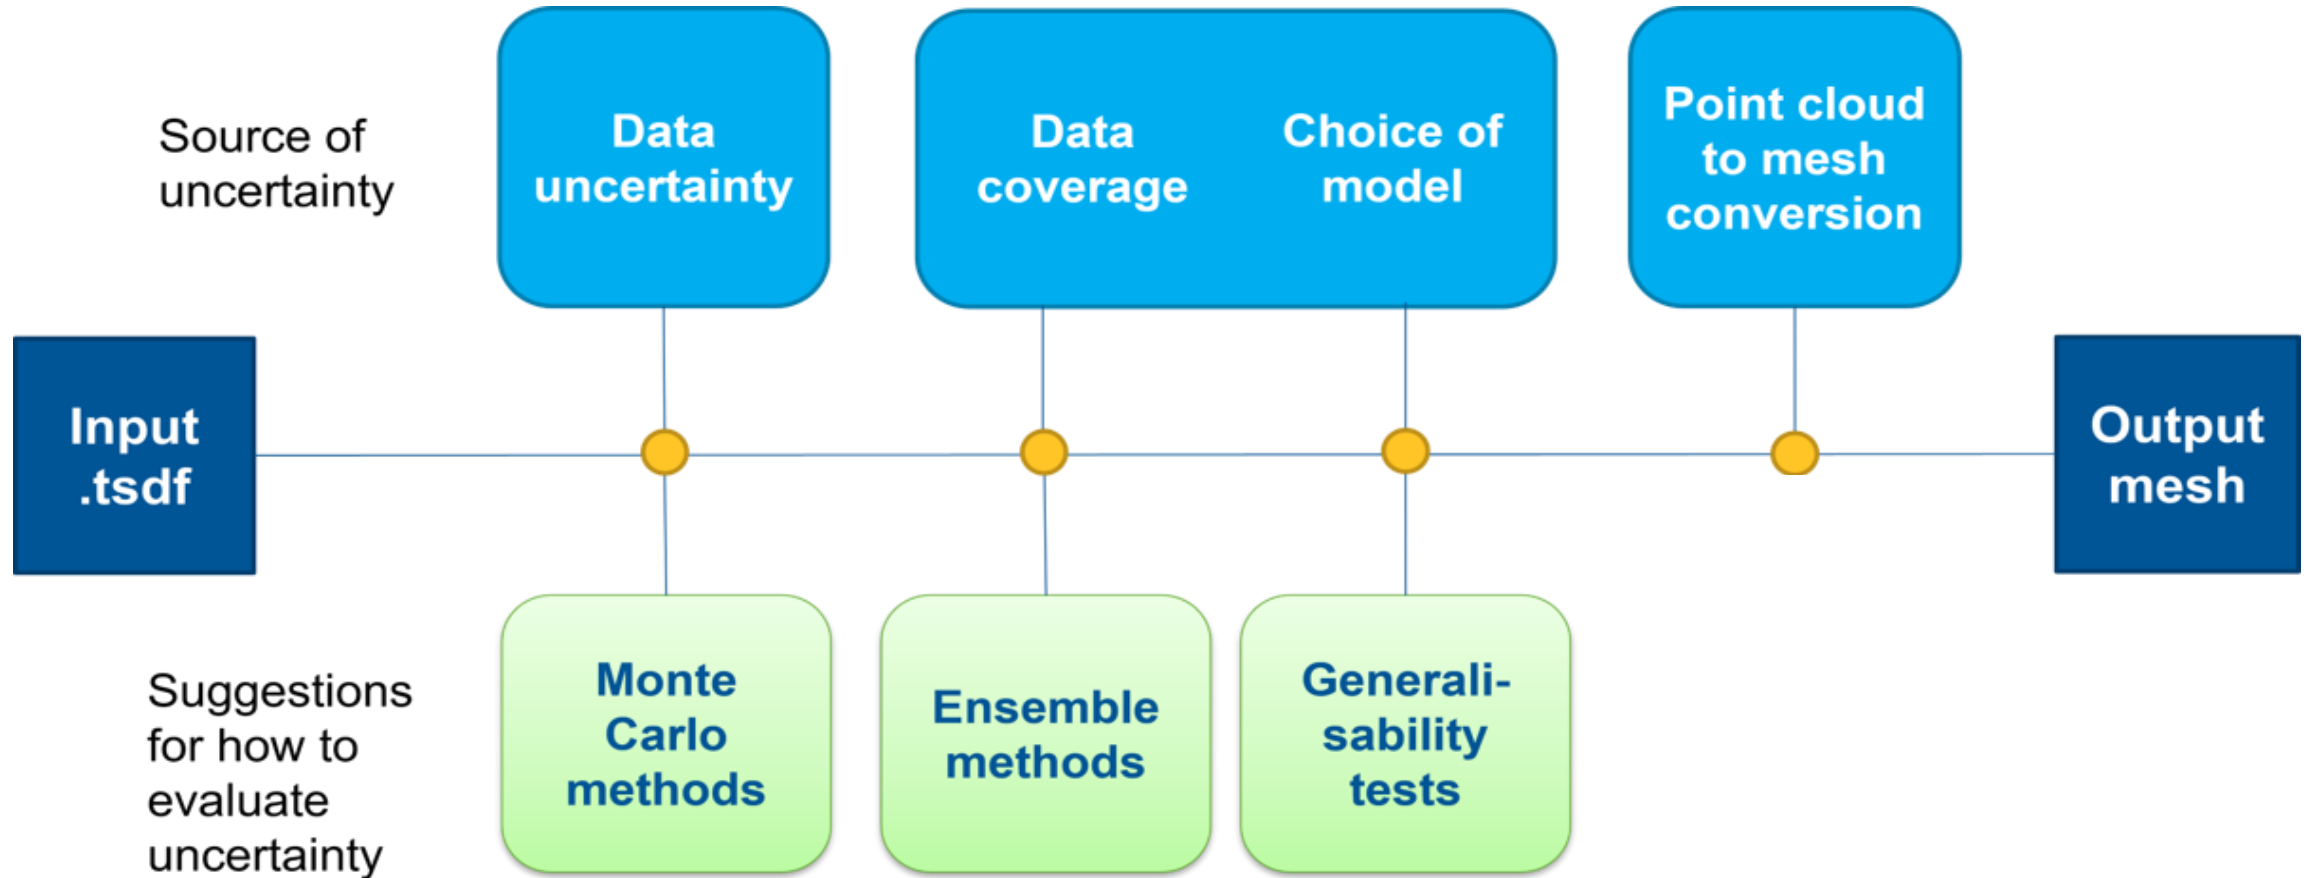 Source of
uncertainty
Data
uncertainty
Data
coverage
Choice of
model
Point cloud
to mesh
conversion
Input
.tsdf
Output
mesh
Suggestions
for how to
evaluate
uncertainty
Monte
Carlo
methods
Ensemble
methods
Generali-
sability
tests